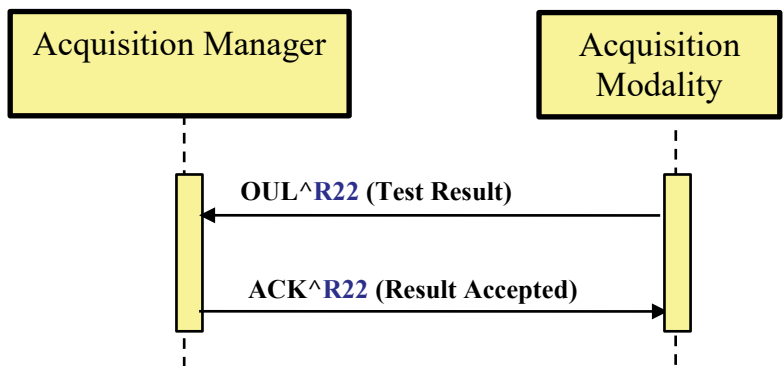 Acquisition Manager
Acquisition
Modality
OUL^R22 (Test Result)
ACK^R22 (Result Accepted)